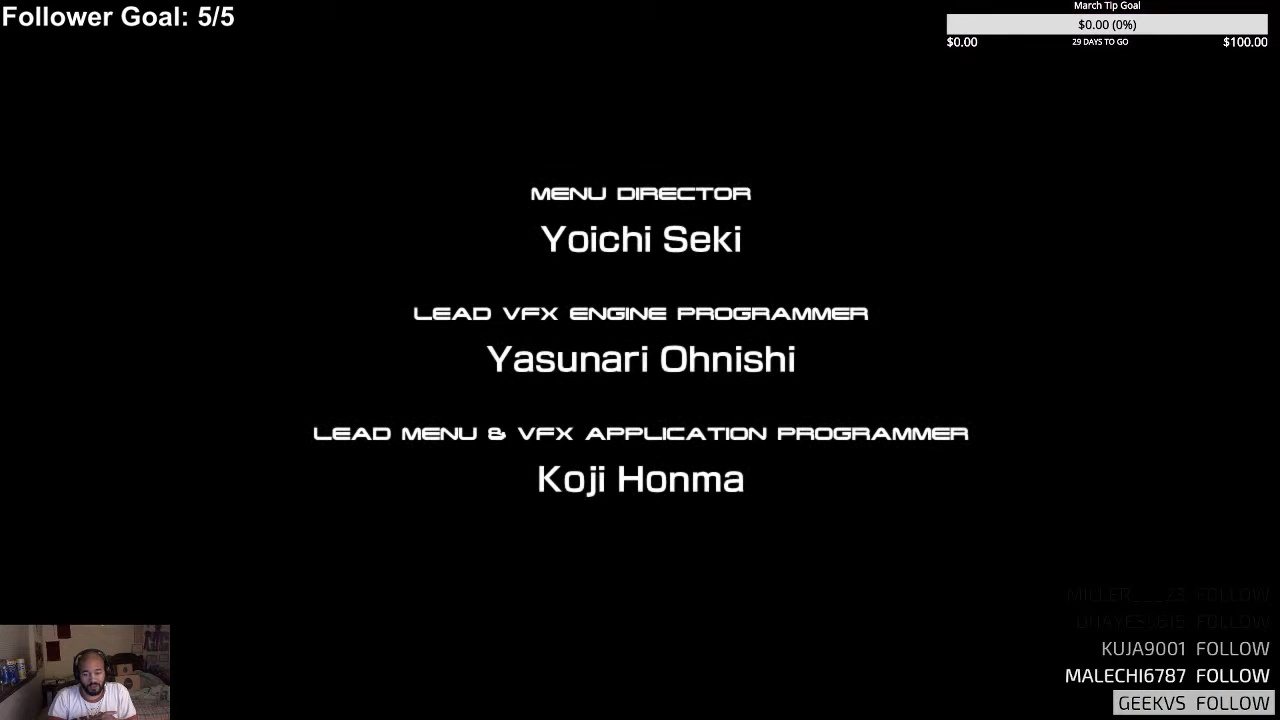 Follower Goal: 5/5
March Tip Goal
$0.00 (0%)
$0.00 29 DAYS TO GO $100.00
MENU DIRECTOR
Yoichi Seki
LEAD VFX ENGINE PROGRAMMER
Yasunari Ohnishi
LEAD MENU & VFX APPLICATION PROGRAMMER
Koji Honma
FOLLOW
FOLLOW
KUJA9001 FOLLOW
MALECHI6787 FOLLOW
GEEKVS FOLLOW